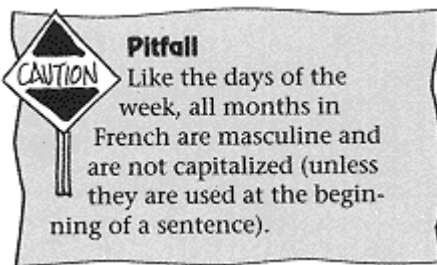 Pitfall
CAUTION
Like the days of the
week, all months in
French are masculine and
are not capitalized (unless
they are used at the begin-
ning of a sentence).